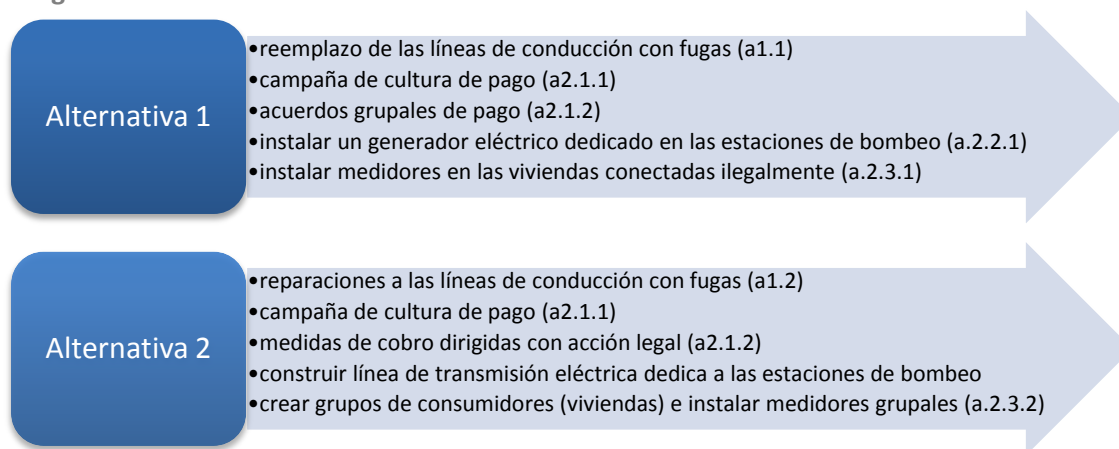 Alternativa 1
•reemplazo de las líneas de conducción con fugas (a1.1)
•campaña de cultura de pago (a2.1.1)
•acuerdos grupales de pago (a2.1.2)
•instalar un generador eléctrico dedicado en las estaciones de bombeo (a.2.2.1)
•instalar medidores en las viviendas conectadas ilegalmente (a.2.3.1)
Alternativa 2
•reparaciones a las líneas de conducción con fugas (a1.2)
•campaña de cultura de pago (a2.1.1)
•medidas de cobro dirigidas con acción legal (a2.1.2)
•construir línea de transmisión eléctrica dedica a las estaciones de bombeo
•crear grupos de consumidores (viviendas) e instalar medidores grupales (a.2.3.2)